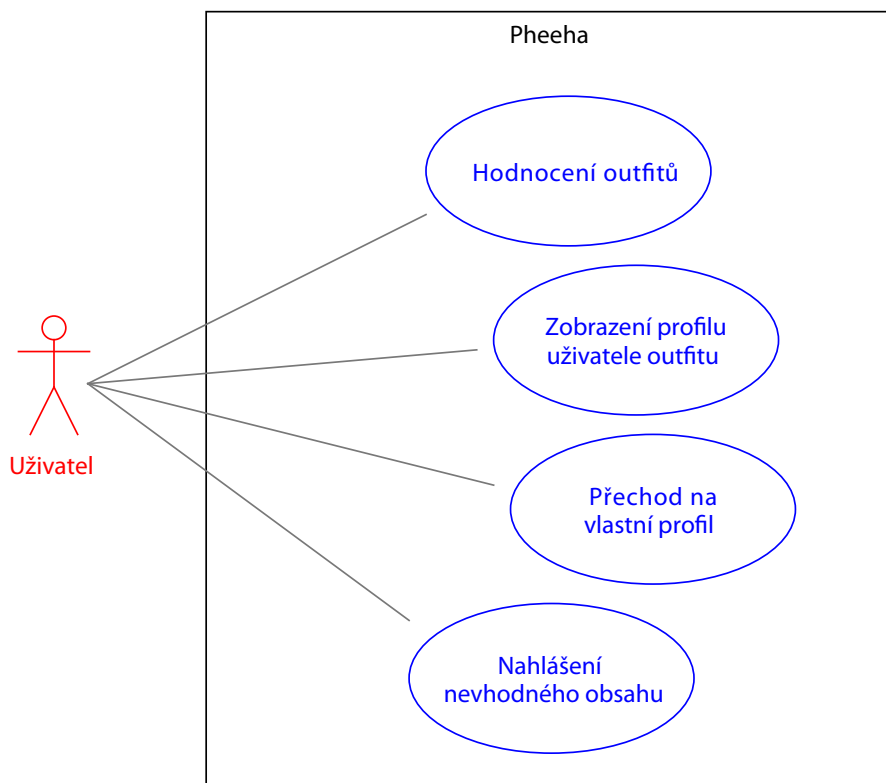 Pheeha
Hodnocení outfitů
Zobrazení profilu
uživatele outfitu
Uživatel
Přechod na
vlastní profil
Nahlášení
nevhodného obsahu